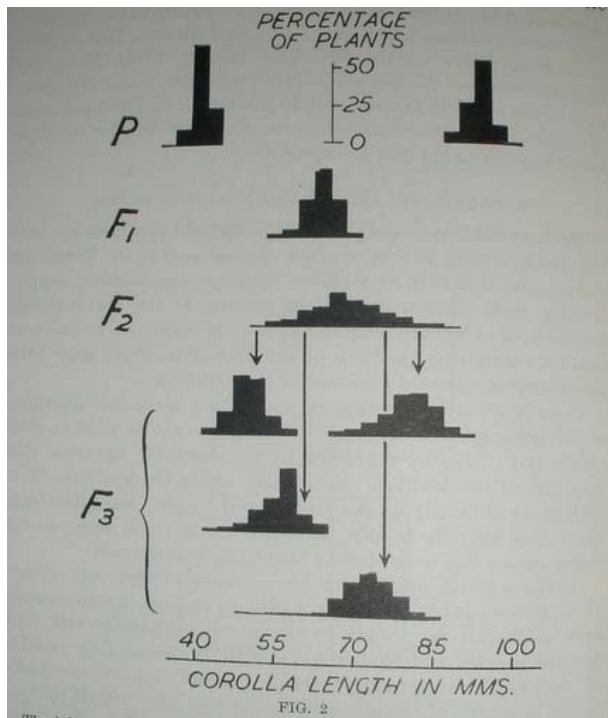 PERCENTAGE
OF PLANTS
50
25
0
P
F1
F2
F3
40 55 70 85 100
COROLLA LENGTH IN MMS.
FIG. 2